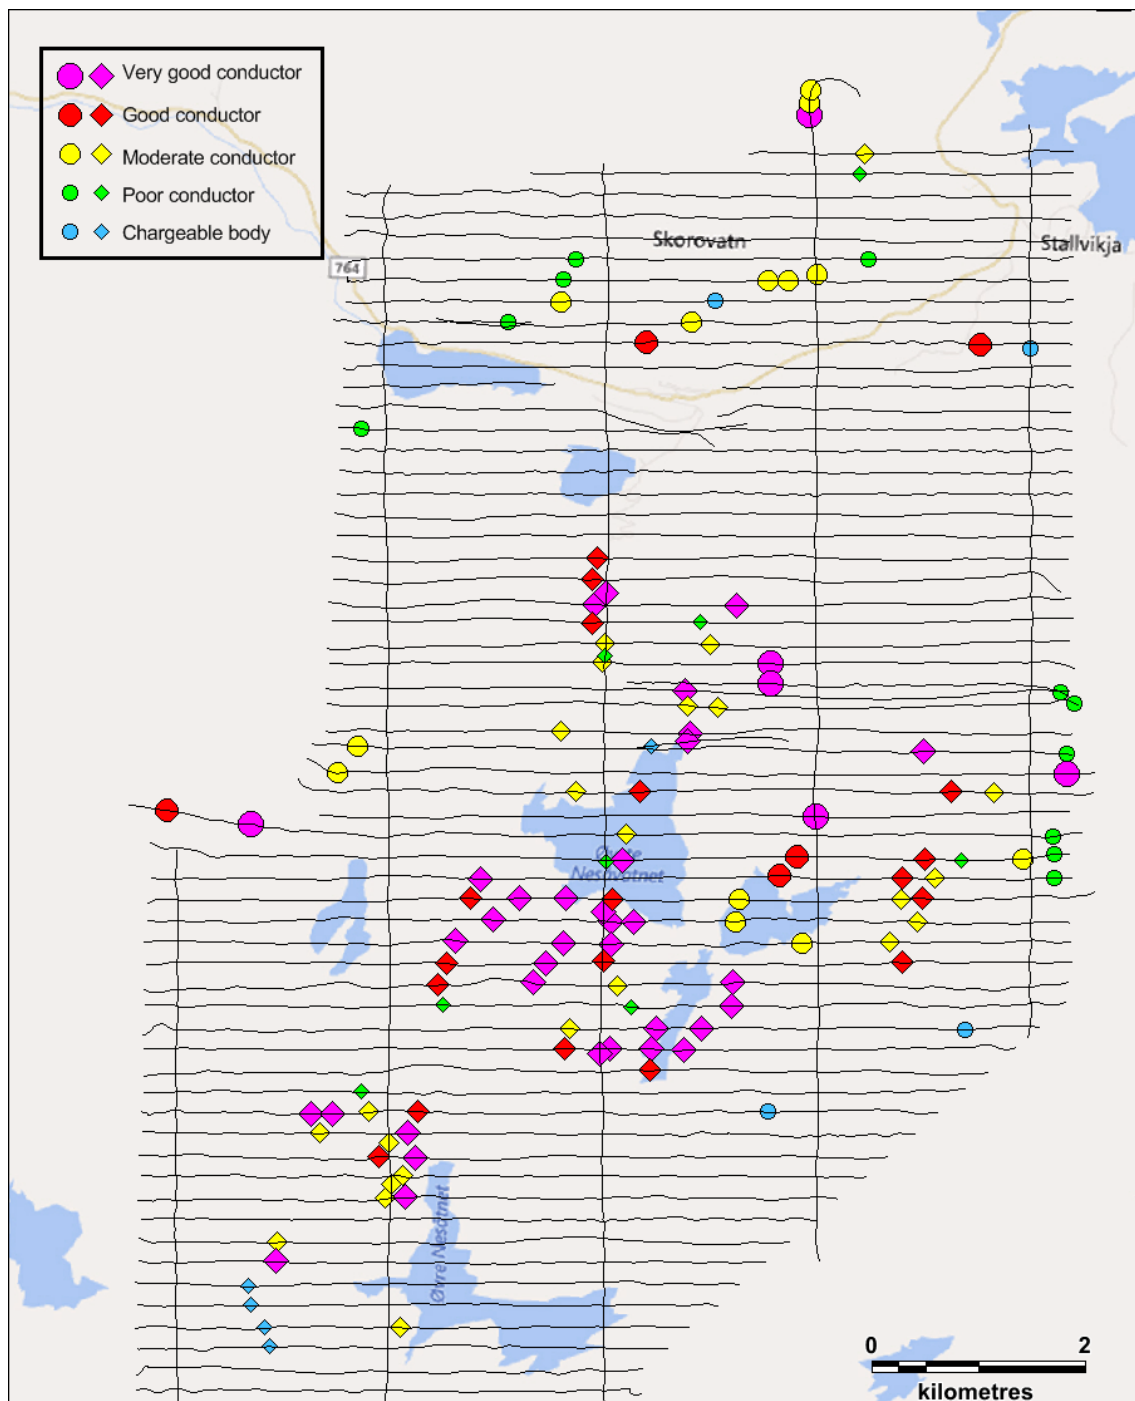 Very good conductor
Good conductor
Moderate conductor
Poor conductor
Chargeable body
Skorovatn
Stallvikja
764
Nesåvatnet
Øvre Nesåtnet
0 2
kilometres